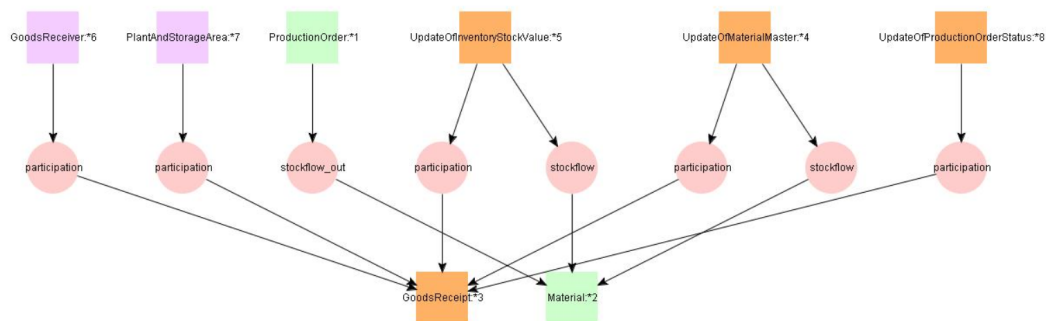 GoodsReceiver:*6
PlantAndStorageArea:*7
ProductionOrder:*1
UpdateOfInventoryStockValue:*5
UpdateOfMaterialMaster:*4
UpdateOfProductionOrderStatus:*8
participation
participation
stockflow_out
participation
stockflow
participation
stockflow
participation
GoodsReceipt:*3
Material:*2